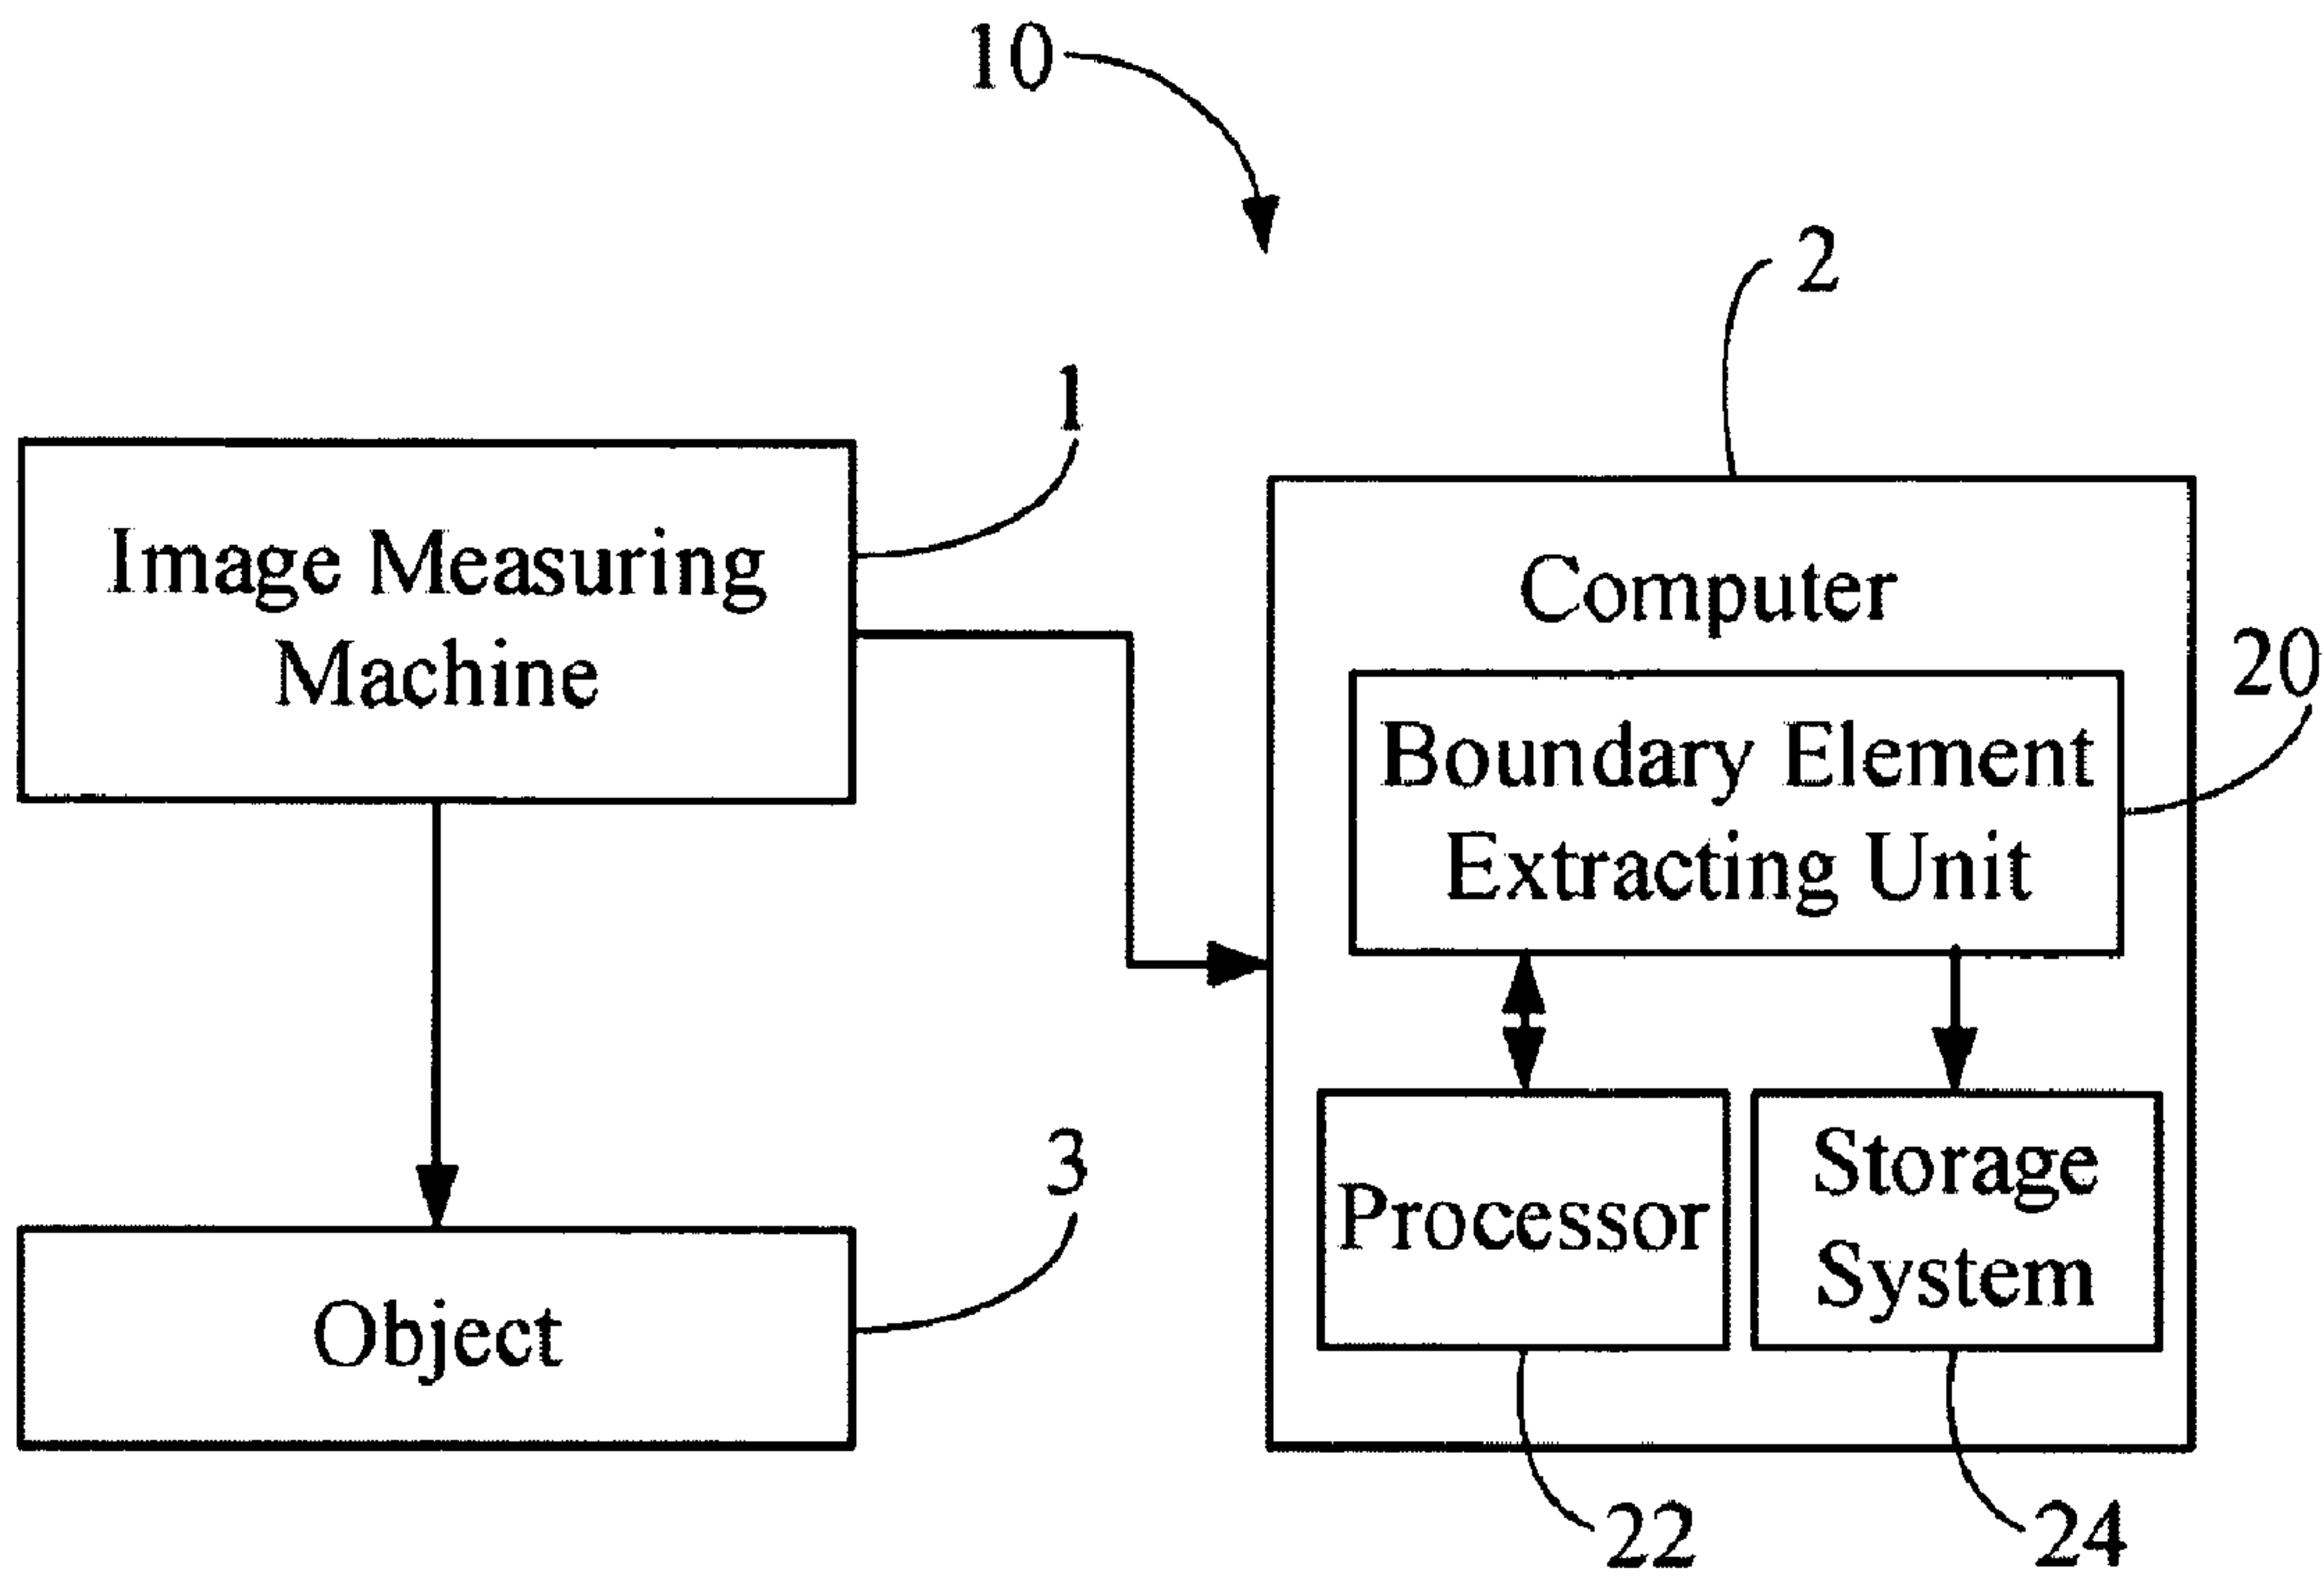 10
2
1
Image Measuring
Machine
Computer
20
Boundary Element
Extracting Unit
3
Object
Processor
Storage
System
22
24